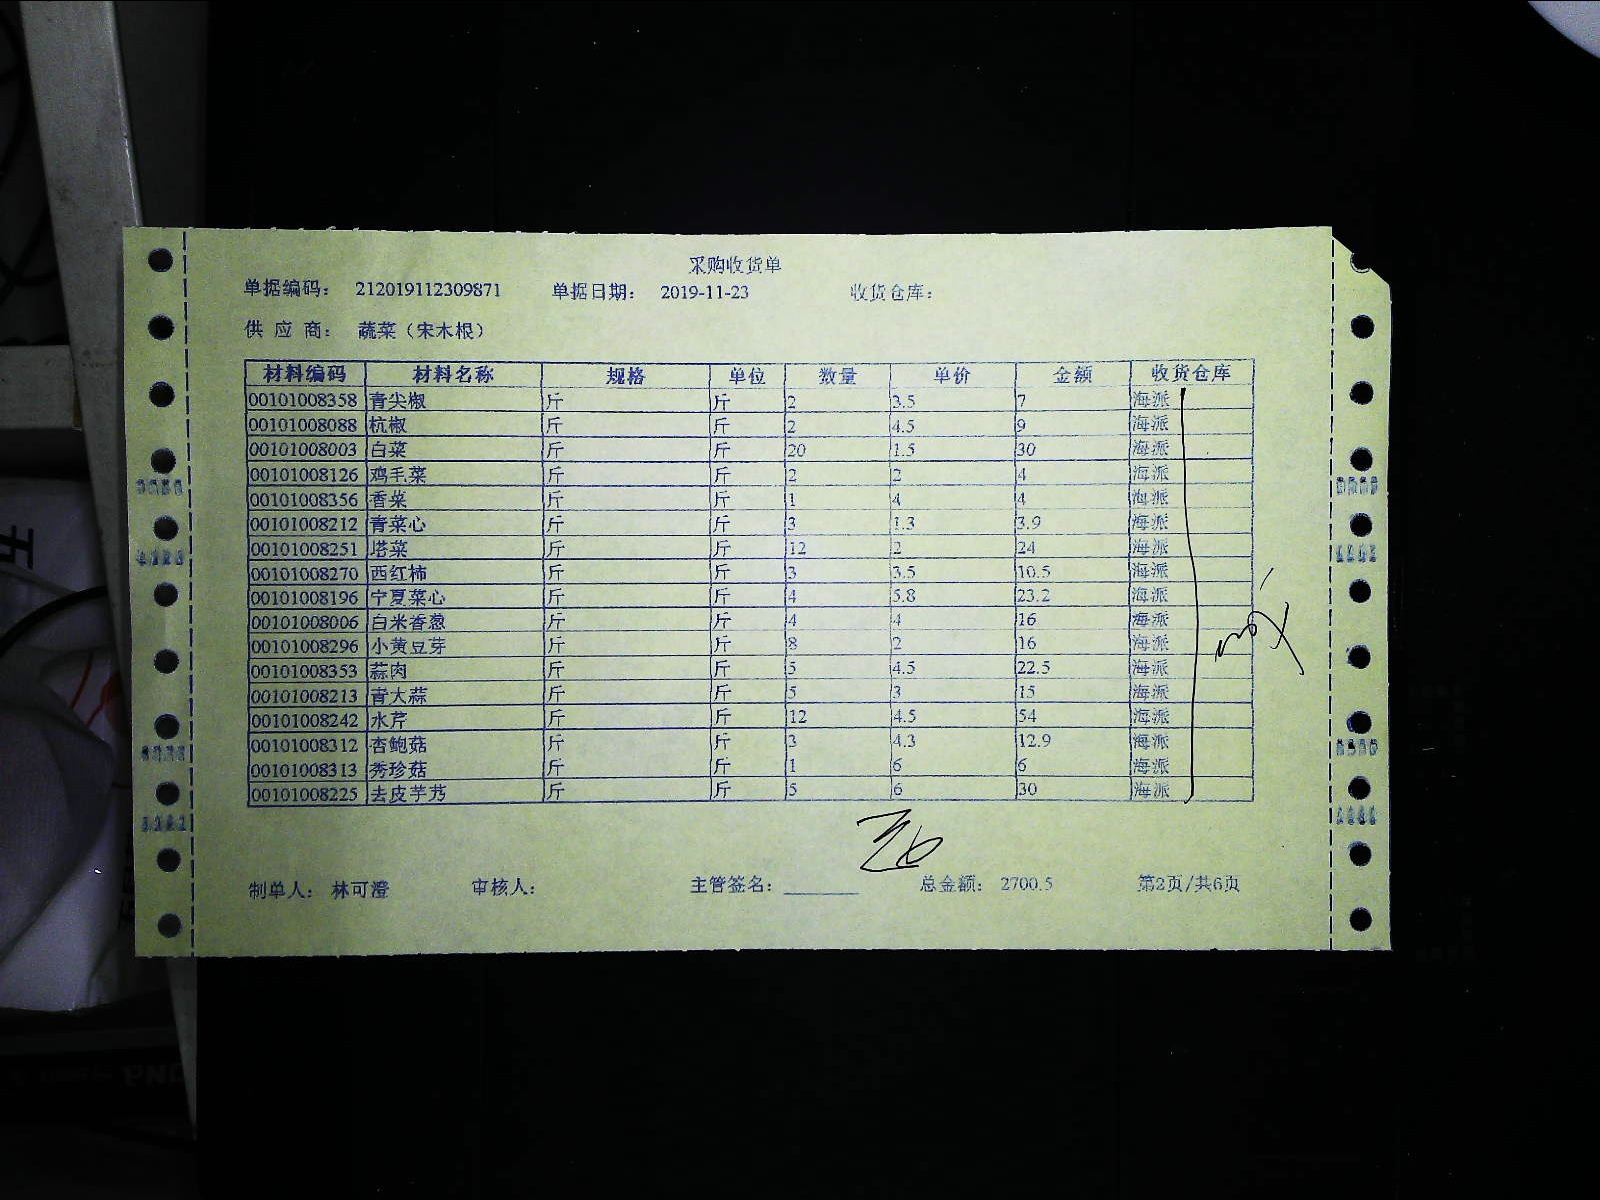 采购收货单
单据编码： 212019112309871 单据日期： 2019-11-23 收货仓库：
供 应 商： 蔬菜（宋木根）
材料编码 材料名称 规格 单位 数量 单价 金额 收货仓库
00101008358 青尖椒 斤 斤 2 3.5 7 海派
00101008088 杭椒 斤 斤 2 4.5 9 海派
00101008003 白菜 斤 斤 20 1.5 30 海派
00101008126 鸡毛菜 斤 斤 2 2 4 海派
00101008356 香菜 斤 斤 1 4 4 海派
00101008212 青菜心 斤 斤 3 1.3 3.9 海派
00101008251 塔菜 斤 斤 12 2 24 海派
00101008270 西红柿 斤 斤 3 3.5 10.5 海派
00101008196 宁夏菜心 斤 斤 4 5.8 23.2 海派
00101008006 白米香葱 斤 斤 4 4 16 海派
00101008296 小黄豆芽 斤 斤 8 2 16 海派
00101008353 蒜肉 斤 斤 5 4.5 22.5 海派
00101008213 青大蒜 斤 斤 5 3 15 海派
00101008242 水芹 斤 斤 12 4.5 54 海派
00101008312 杏鲍菇 斤 斤 3 4.3 12.9 海派
00101008313 秀珍菇 斤 斤 1 6 6 海派
00101008225 去皮芋艿 斤 斤 5 6 30 海派
制单人： 林可澄 审核人： 主管签名： 总金额： 2700.5 第2页/共6页